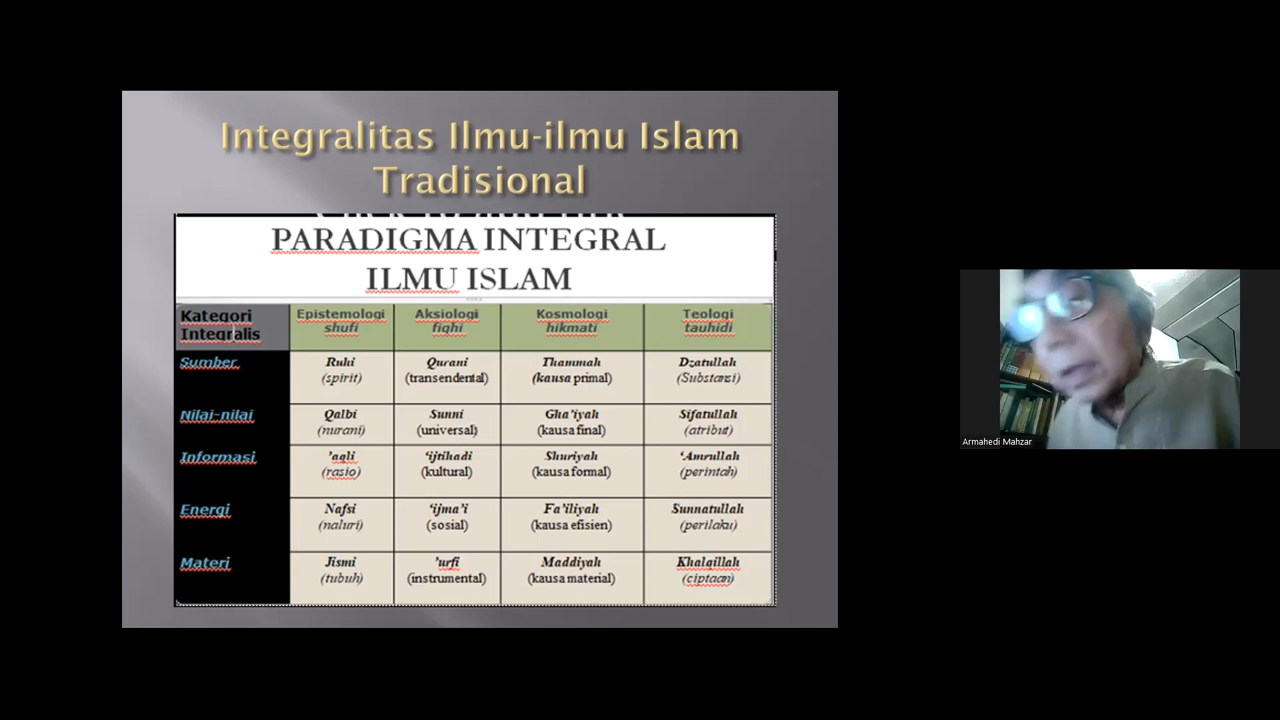 Integralitas Ilmu-ilmu Islam
Tradisional
PARADIGMA INTEGRAL
ILMU ISLAM
Kategori Integralis
Epistemologi shufi
Aksiologi fighi
Kosmologi hikmati
Teologi tauhidi
Sumber
Ruhi (spirit)
Qurani (transendental)
Thammah (kausa primal)
Dzatullah (Substansi)
Nilai-nilai
Qalbi (nurani)
Sunni (universal)
Gha'iyah (kausa final)
Sifatullah (atribut)
Informasi
'aqli (rasio)
'ijtihadi (kultural)
Shuriyah (kausa formal)
'Amrullah (perintah)
Energi
Nafsi (naluri)
'ijma'i (sosial)
Fa'iliyah (kausa efisien)
Sunnatullah (perilaku)
Materi
Jismi (tubuh)
'urfi (instrumental)
Maddiyah (kausa material)
Khalqillah (ciptaan)
Armahedi Mahzar